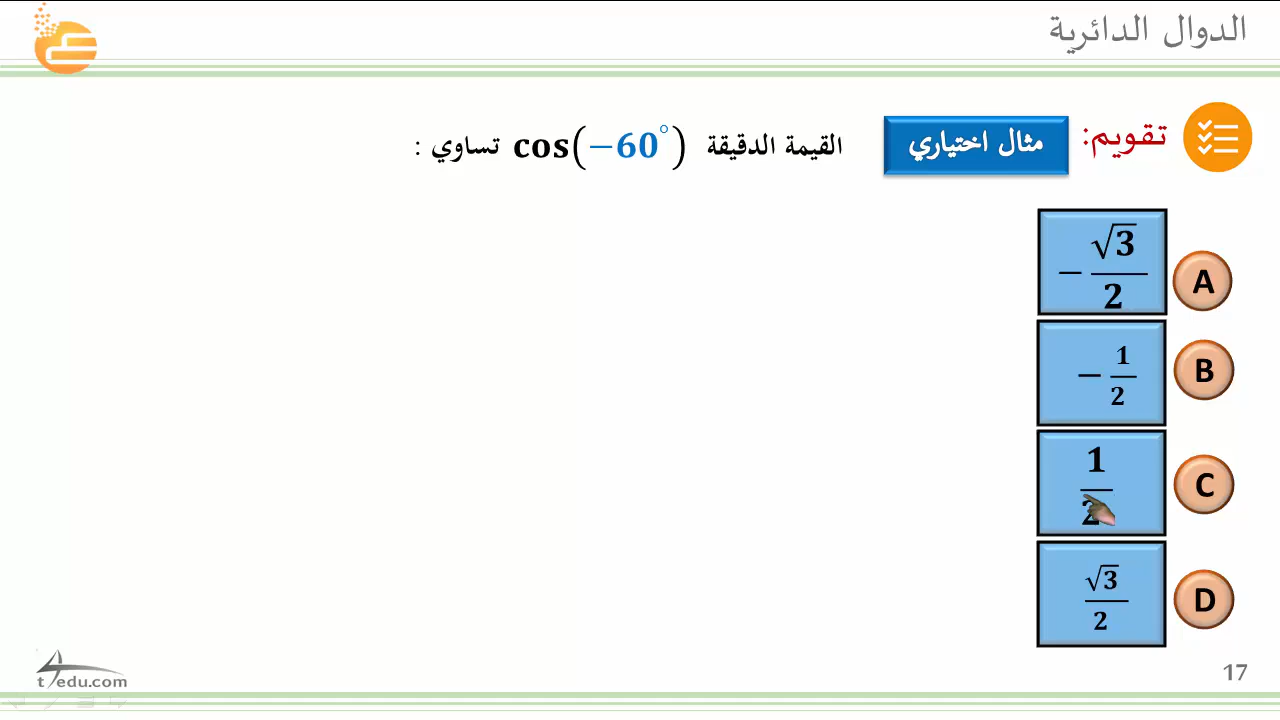 الدوال الدائرية
تقويم: مثال اختياري القيمة الدقيقة cos(−60°) تساوي :
−√3/2 A
−1/2 B
1/2 C
√3/2 D
t4edu.com
17